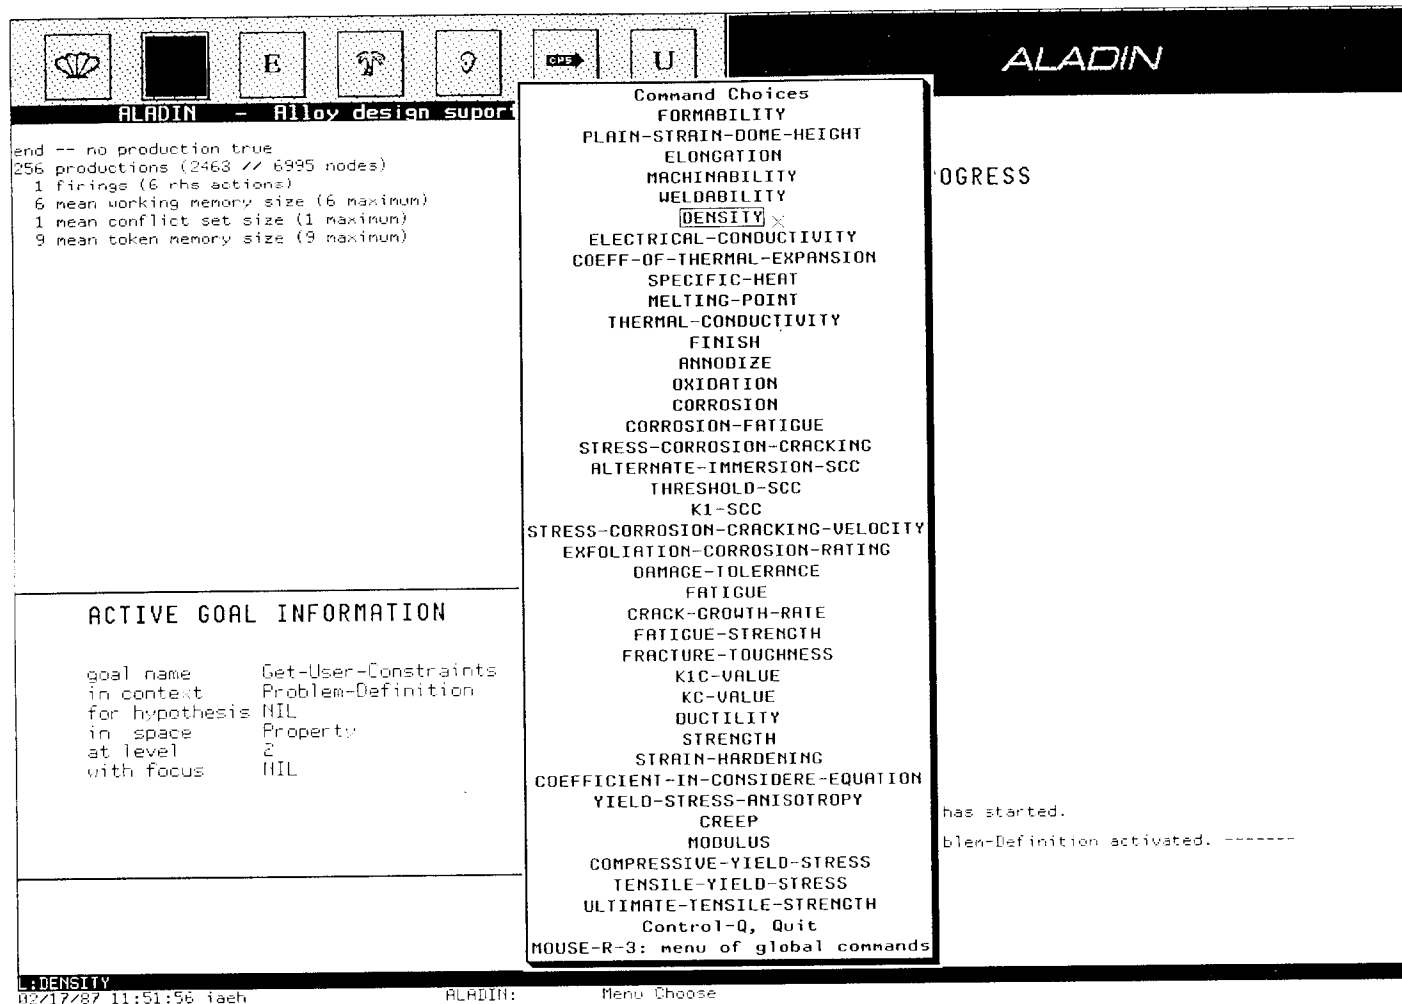 E
CPS
U
ALADIN
ALADIN - Alloy design suport
end -- no production true
256 productions (2463 // 6995 nodes)
1 firings (6 rhs actions)
6 mean working memory size (6 maximum)
1 mean conflict set size (1 maximum)
9 mean token memory size (9 maximum)
Command Choices
FORMABILITY
PLAIN-STRAIN-DOME-HEIGHT
ELONGATION
MACHINABILITY
WELDABILITY
DENSITY
ELECTRICAL-CONDUCTIVITY
COEFF-OF-THERMAL-EXPANSION
SPECIFIC-HEAT
MELTING-POINT
THERMAL-CONDUCTIVITY
FINISH
ANNODIZE
OXIDATION
CORROSION
CORROSION-FATIGUE
STRESS-CORROSION-CRACKING
ALTERNATE-IMMERSION-SCC
THRESHOLD-SCC
K1-SCC
STRESS-CORROSION-CRACKING-VELOCITY
EXFOLIATION-CORROSION-RATING
DAMAGE-TOLERANCE
FATIGUE
CRACK-GROWTH-RATE
FATIGUE-STRENGTH
FRACTURE-TOUGHNESS
K1C-VALUE
KC-VALUE
DUCTILITY
STRENGTH
STRAIN-HARDENING
COEFFICIENT-IN-CONSIDERE-EQUATION
YIELD-STRESS-ANISOTROPY
CREEP
MODULUS
COMPRESSIVE-YIELD-STRESS
TENSILE-YIELD-STRESS
ULTIMATE-TENSILE-STRENGTH
Control-Q, Quit
MOUSE-R-3: menu of global commands
OGRESS
has started.
blem-Definition activated. -------
ACTIVE GOAL INFORMATION
goal name Get-User-Constraints
in context Problem-Definition
for hypothesis NIL
in space Property
at level 2
with focus NIL
L:DENSITY
02/17/87 11:51:56 iaeh ALADIN: Menu Choose